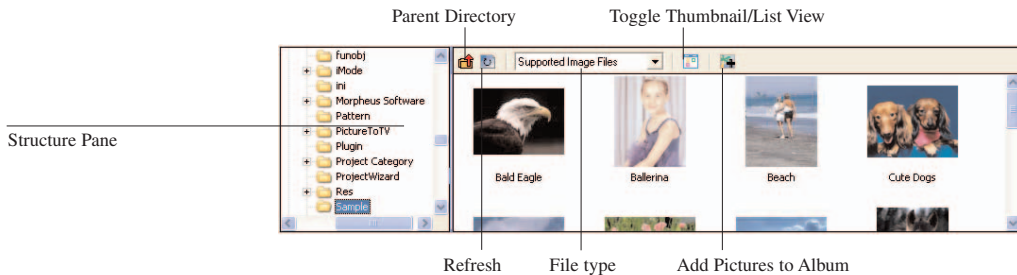 Parent Directory
Toggle Thumbnail/List View
funobj
iMode
ini
Morpheus Software
Pattern
PictureToTV
Plugin
Project Category
ProjectWizard
Res
Sample
Supported Image Files
Bald Eagle
Ballerina
Beach
Cute Dogs
Structure Pane
Refresh
File type
Add Pictures to Album